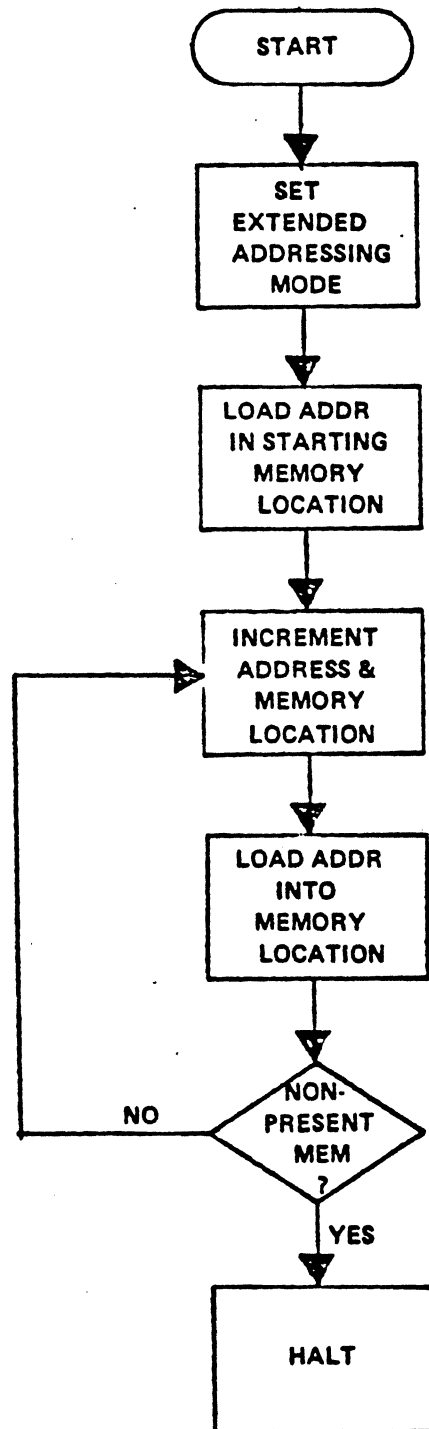 START
SET
EXTENDED
ADDRESSING
MODE
LOAD ADDR
IN STARTING
MEMORY
LOCATION
INCREMENT
ADDRESS &
MEMORY
LOCATION
LOAD ADDR
INTO
MEMORY
LOCATION
NON-
PRESENT
MEM
?
NO
YES
HALT